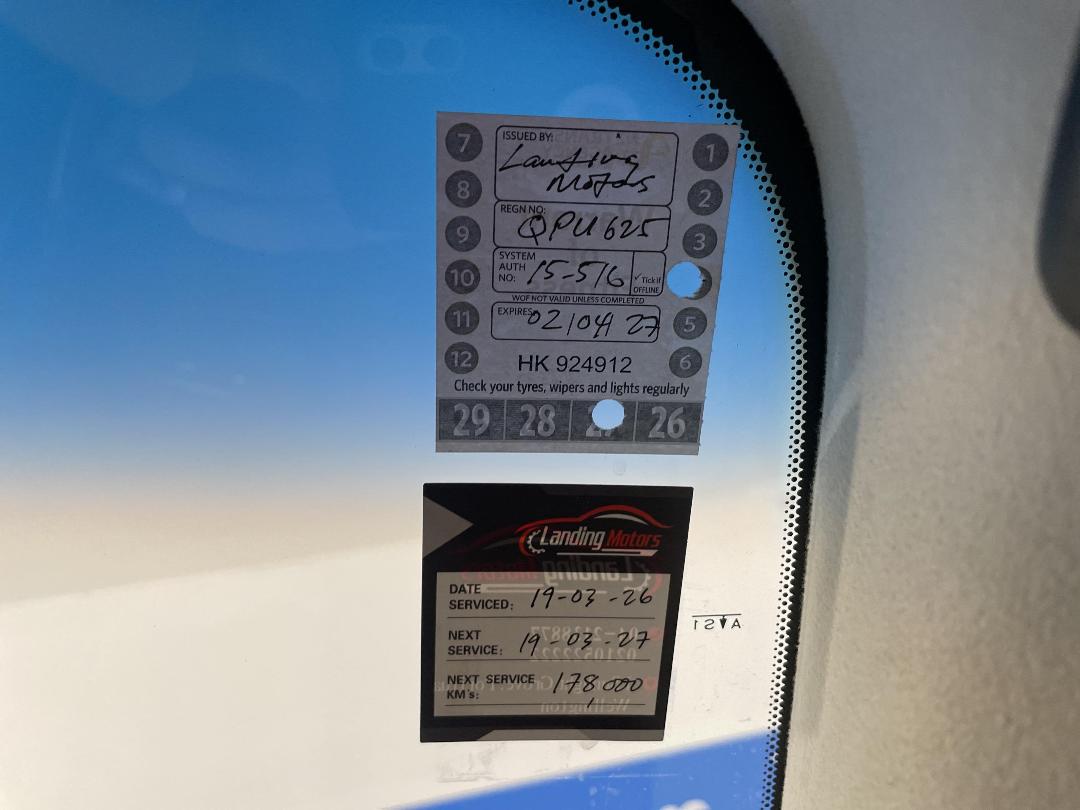 7
ISSUED BY:
Landing
Motors
1
8
2
REGN NO:
QPU625
9
3
SYSTEM
AUTH
NO:
15-516
✓ Tick if
OFFLINE
10
WOF NOT VALID UNLESS COMPLETED
11
EXPIRES
02/04/27
5
12
HK 924912
6
Check your tyres, wipers and lights regularly
29 28 27 26
Landing Motors
DATE
SERVICED: 19-03-26
NEXT
SERVICE: 19-03-27
NEXT SERVICE
KM's: 178,000